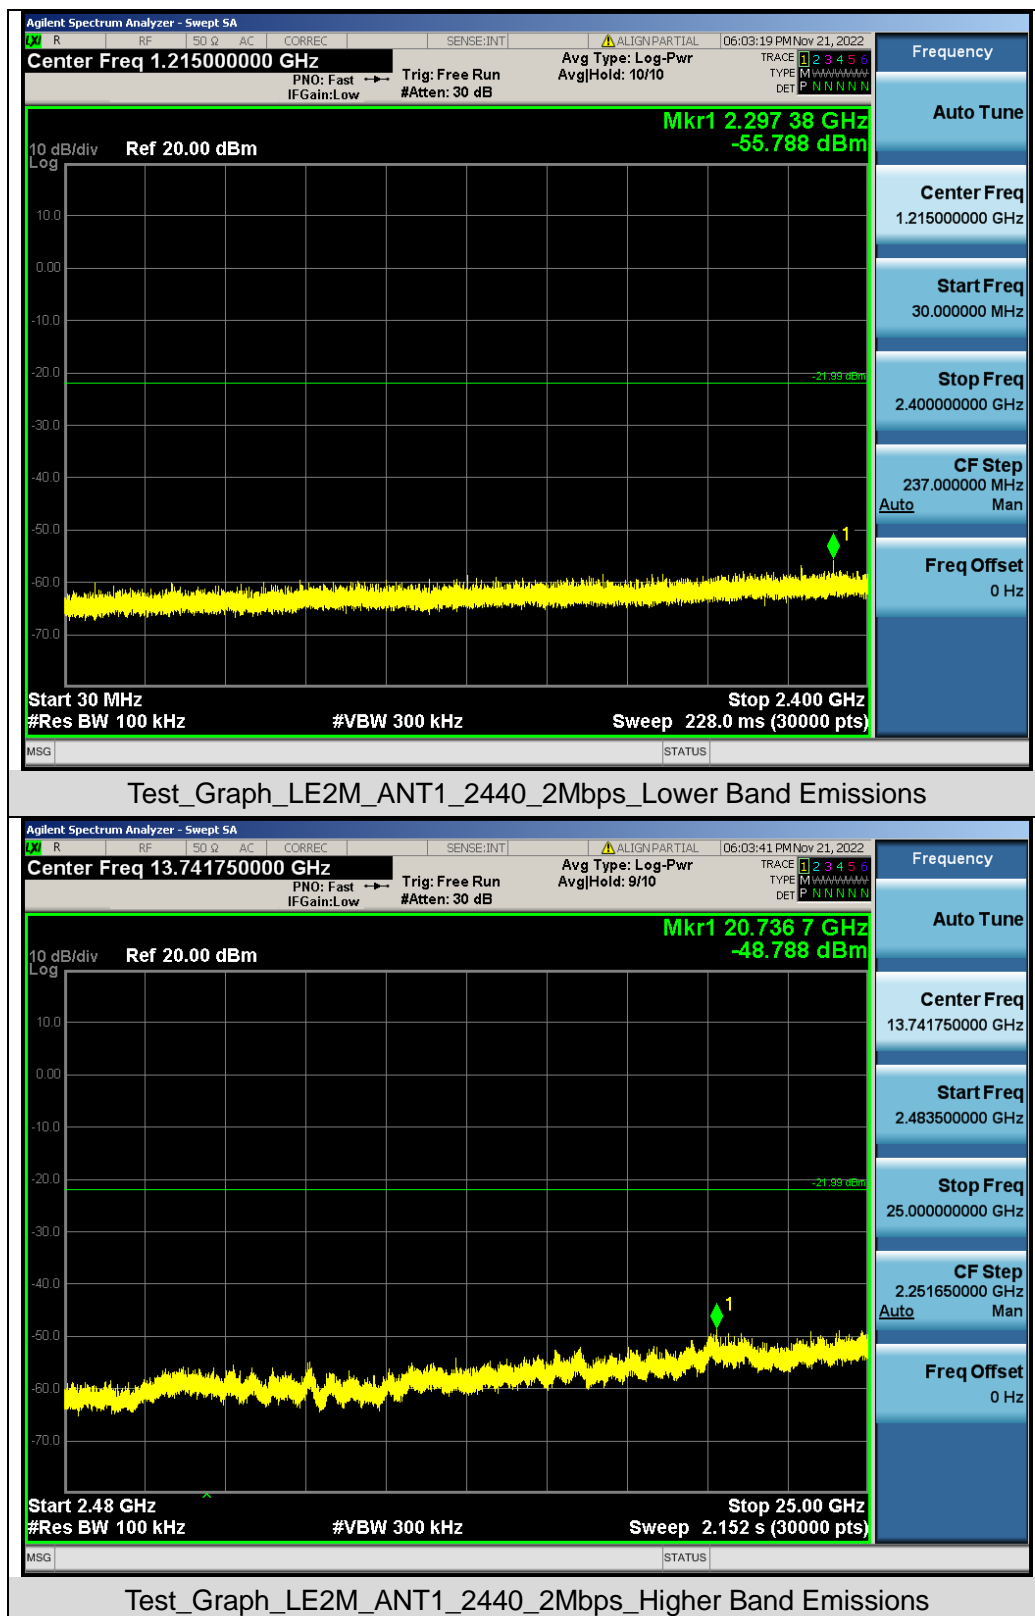 Agilent Spectrum Analyzer - Swept SA
LXI R RF 50 Ω AC CORREC SENSE:INT ALIGN PARTIAL 06:03:19 PM Nov 21, 2022
Center Freq 1.215000000 GHz
PNO: Fast
IFGain:Low
Trig: Free Run
#Atten: 30 dB
Avg Type: Log-Pwr
Avg|Hold: 10/10
TRACE 1 2 3 4 5 6
TYPE M
DET P N N N N N
Frequency
Mkr1 2.297 38 GHz
-55.788 dBm
10 dB/div Ref 20.00 dBm
Log
10.0
0.00
-10.0
-20.0
-21.99 dBm
-30.0
-40.0
-50.0
1
-60.0
-70.0
Start 30 MHz Stop 2.400 GHz
#Res BW 100 kHz #VBW 300 kHz Sweep 228.0 ms (30000 pts)
MSG STATUS
Auto Tune
Center Freq
1.215000000 GHz
Start Freq
30.000000 MHz
Stop Freq
2.400000000 GHz
CF Step
237.000000 MHz
Auto Man
Freq Offset
0 Hz
Test_Graph_LE2M_ANT1_2440_2Mbps_Lower Band Emissions
Agilent Spectrum Analyzer - Swept SA
LXI R RF 50 Ω AC CORREC SENSE:INT ALIGN PARTIAL 06:03:41 PM Nov 21, 2022
Center Freq 13.741750000 GHz
PNO: Fast
IFGain:Low
Trig: Free Run
#Atten: 30 dB
Avg Type: Log-Pwr
Avg|Hold: 9/10
TRACE 1 2 3 4 5 6
TYPE M
DET P N N N N N
Frequency
Mkr1 20.736 7 GHz
-48.788 dBm
10 dB/div Ref 20.00 dBm
Log
10.0
0.00
-10.0
-20.0
-21.99 dBm
-30.0
-40.0
1
-50.0
-60.0
-70.0
Start 2.48 GHz Stop 25.00 GHz
#Res BW 100 kHz #VBW 300 kHz Sweep 2.152 s (30000 pts)
MSG STATUS
Auto Tune
Center Freq
13.741750000 GHz
Start Freq
2.483500000 GHz
Stop Freq
25.000000000 GHz
CF Step
2.251650000 GHz
Auto Man
Freq Offset
0 Hz
Test_Graph_LE2M_ANT1_2440_2Mbps_Higher Band Emissions